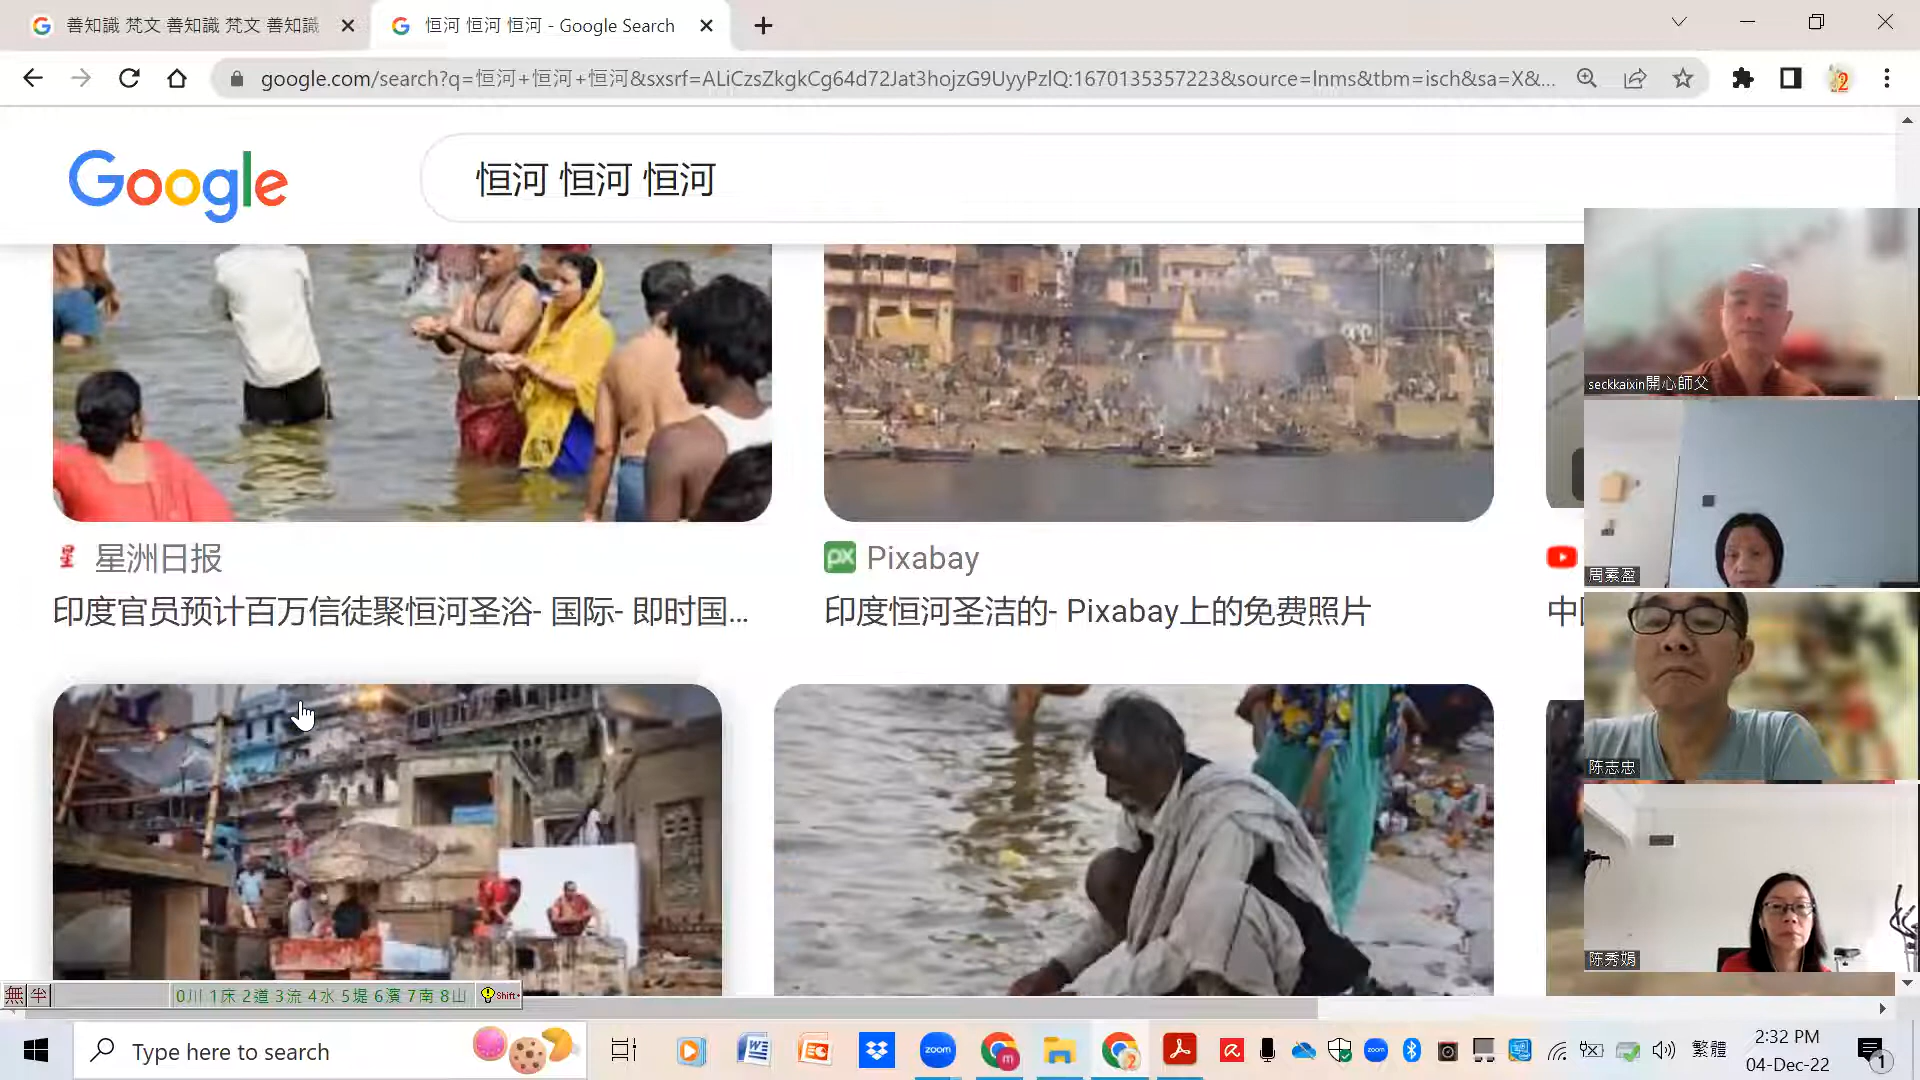 善知識 梵文 善知識 梵文 善知識
恒河 恒河 恒河 - Google Search
google.com/search?q=恒河+恒河+恒河&sxsrf=ALiCzsZkgkCg64d72Jat3hojzG9UyyPzlQ:1670135357223&source=lnms&tbm=isch&sa=X&...
Google
恒河 恒河 恒河
seckkaixin開心師父
星洲日报
Pixabay
周素盈
印度官员预计百万信徒聚恒河圣浴- 国际- 即时国...
印度恒河圣洁的- Pixabay上的免费照片
陈志忠
陈秀娟
無 半
0川 1床 2道 3流 4水 5堤 6濱 7南 8山
Shift+
Type here to search
zoom
繁體
2:32 PM
04-Dec-22
1